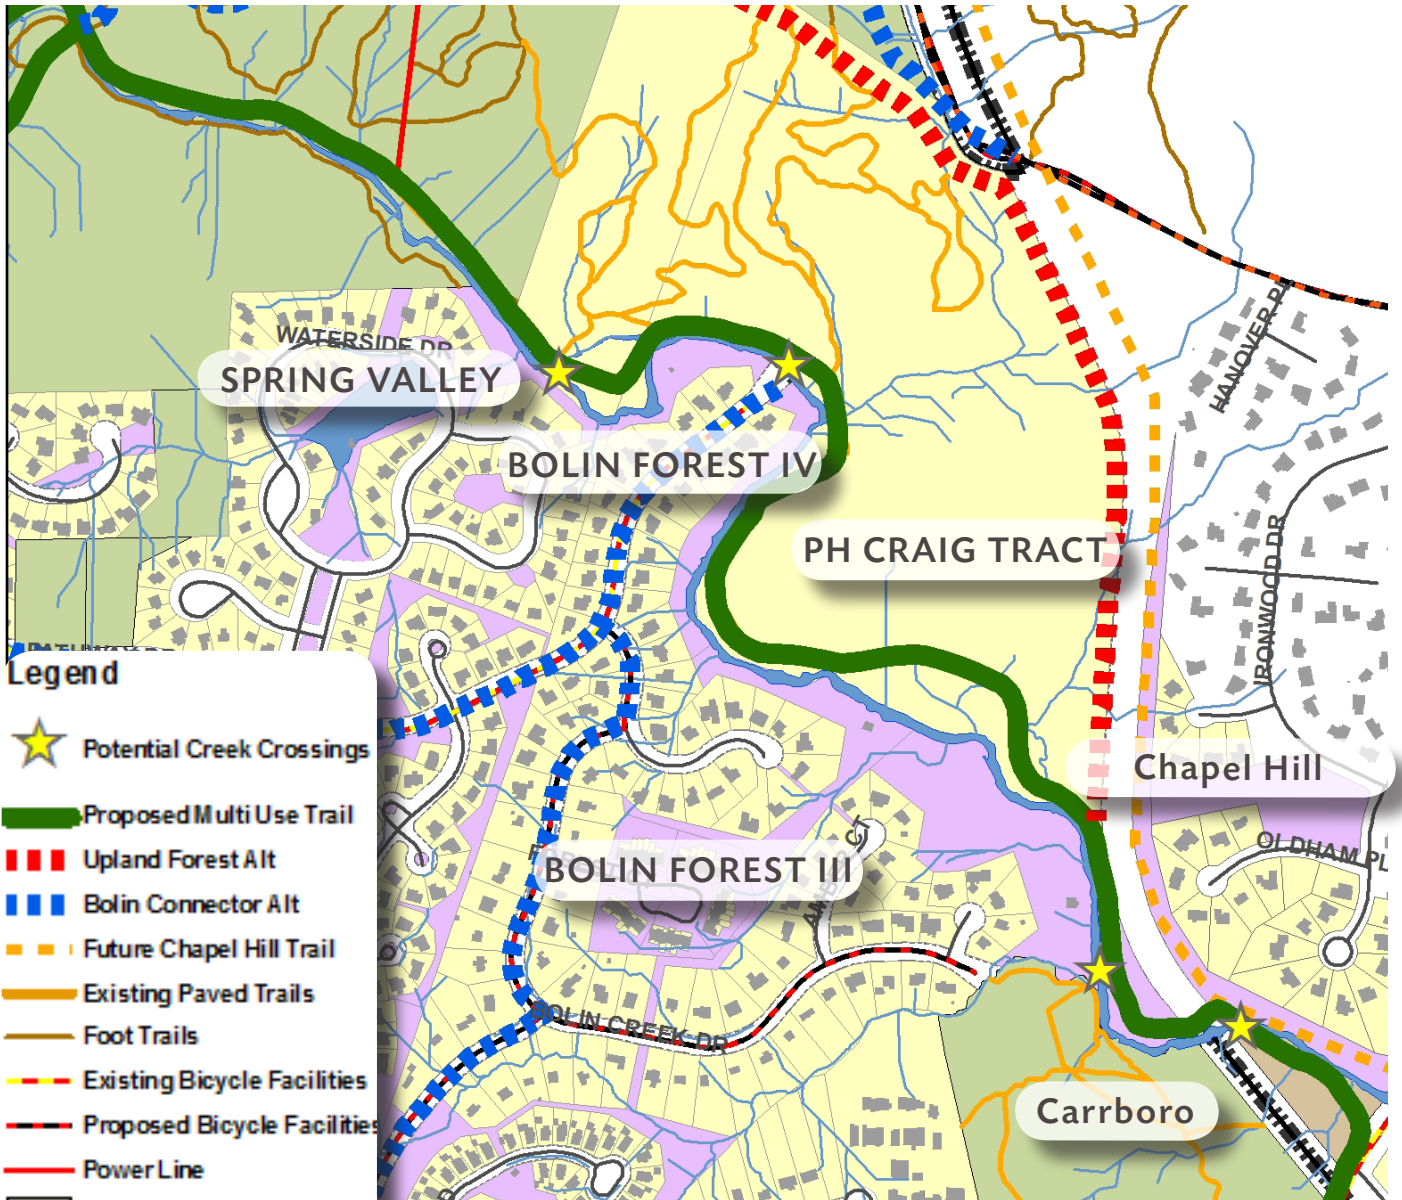 WATERSIDE DR
HANOVER PL
SPRING VALLEY
BOLIN FOREST IV
PH CRAIG TRACT
IRONWOOD DR
Chapel Hill
OLDHAM PL
BOLIN FOREST III
CT
BOLIN CREEK DR
Carrboro
Legend
Potential Creek Crossings
Proposed Multi Use Trail
Upland Forest Alt
Bolin Connector Alt
Future Chapel Hill Trail
Existing Paved Trails
Foot Trails
Existing Bicycle Facilities
Proposed Bicycle Facilities
Power Line